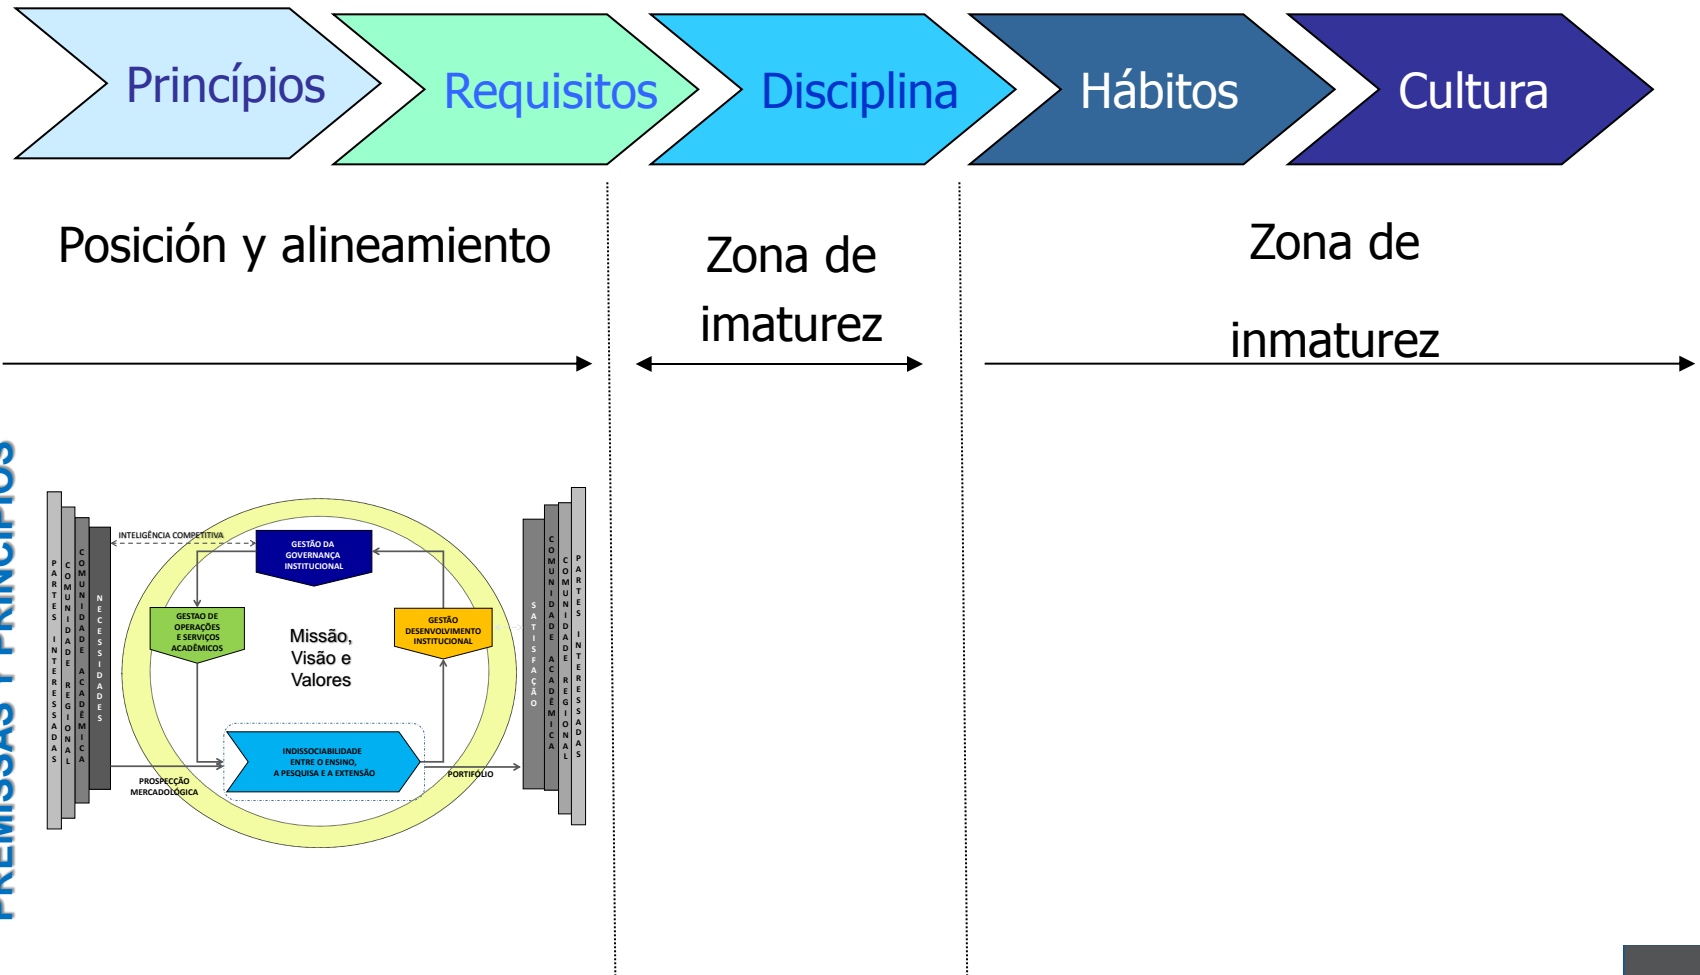 Princípios
Requisitos
Disciplina
Hábitos
Cultura
Posición y alineamiento
Zona de
imaturez
Zona de
inmaturez
PREMISSAS Y PRINCIPIOS
PARTES INTERESSADAS
COMUNIDADE REGIONAL
COMUNIDADE ACADÊMICA
NECESSIDADES
INTELIGÊNCIA COMPETITIVA
GESTÃO DA
GOVERNANÇA
INSTITUCIONAL
GESTAO DE
OPERAÇÕES
E SERVIÇOS
ACADÊMICOS
Missão,
Visão e
Valores
GESTÃO
DESENVOLVIMENTO
INSTITUCIONAL
INDISSOCIABILIDADE
ENTRE O ENSINO,
A PESQUISA E A EXTENSÃO
PROSPECÇÃO
MERCADOLÓGICA
PORTIFÓLIO
SATISFAÇÃO
COMUNIDADE ACADÊMICA
COMUNIDADE REGIONAL
PARTES INTERESSADAS